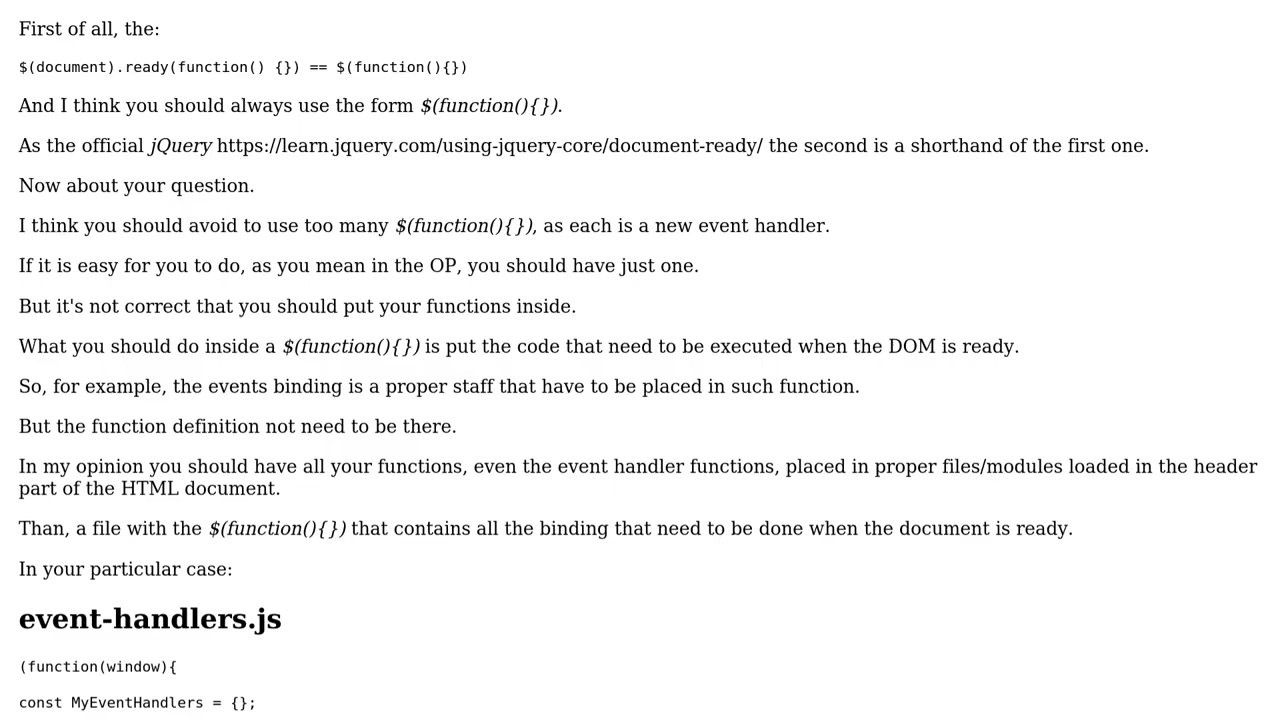 First of all, the:
$(document).ready(function() {}) == $(function(){})
And I think you should always use the form $(function(){}).
As the official jQuery https://learn.jquery.com/using-jquery-core/document-ready/ the second is a shorthand of the first one.
Now about your question.
I think you should avoid to use too many $(function(){}), as each is a new event handler.
If it is easy for you to do, as you mean in the OP, you should have just one.
But it's not correct that you should put your functions inside.
What you should do inside a $(function(){}) is put the code that need to be executed when the DOM is ready.
So, for example, the events binding is a proper staff that have to be placed in such function.
But the function definition not need to be there.
In my opinion you should have all your functions, even the event handler functions, placed in proper files/modules loaded in the header
part of the HTML document.
Than, a file with the $(function(){}) that contains all the binding that need to be done when the document is ready.
In your particular case:
event-handlers.js
(function(window){
const MyEventHandlers = {};